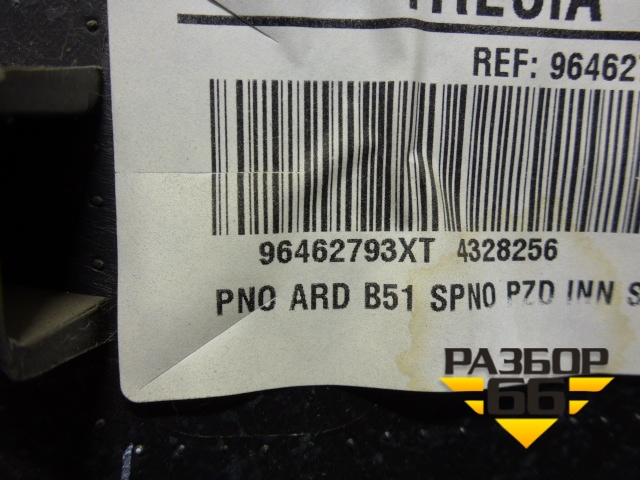 REF: 96462
96462793XT 4328256
PNO ARD B51 SPNO PZD INN S
РАЗБОР
66